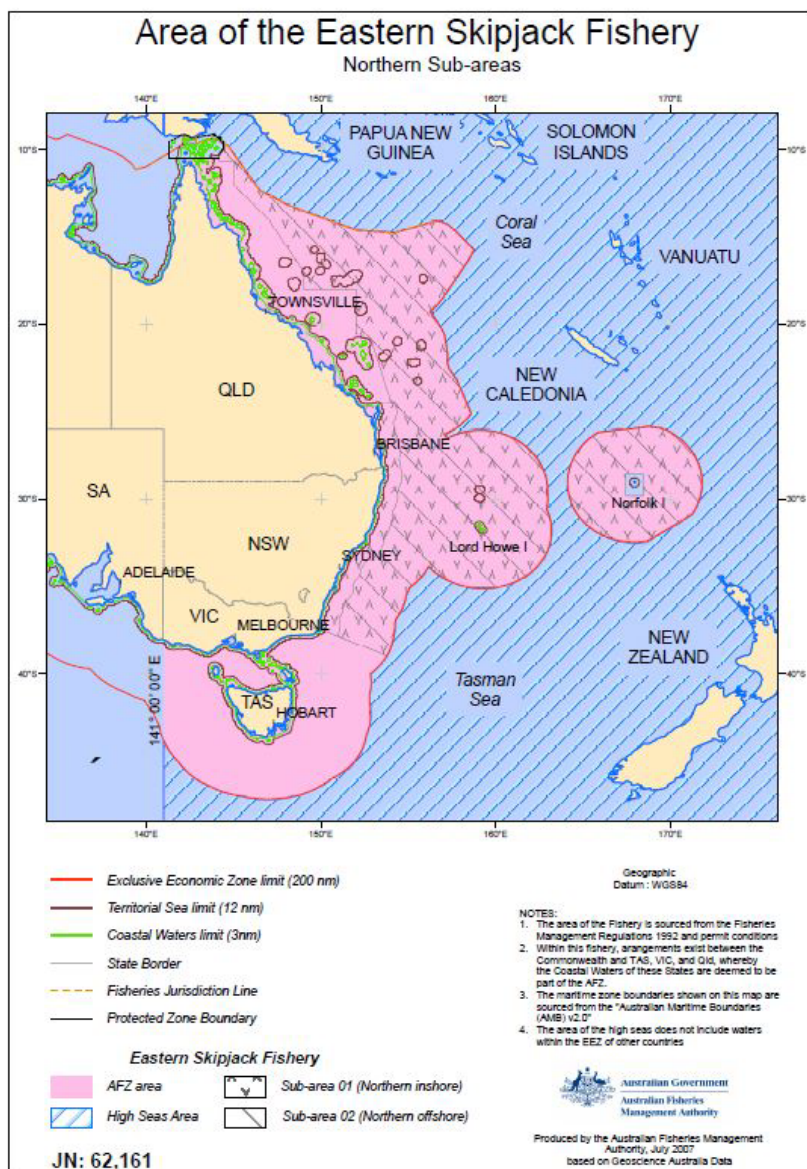 Area of the Eastern Skipjack Fishery
Northern Sub-areas
140°E
150°E
160°E
170°E
10°S
10°S
PAPUA NEW
GUINEA
SOLOMON
ISLANDS
Coral
Sea
VANUATU
20°S
20°S
TOWNSVILLE
NEW
CALEDONIA
QLD
BRISBANE
SA
30°S
30°S
Norfolk I
NSW
Lord Howe I
SYDNEY
ADELAIDE
VIC
MELBOURNE
NEW
ZEALAND
40°S
40°S
Tasman
Sea
TAS
HOBART
141° 00' 00" E
140°E
150°E
160°E
170°E
Exclusive Economic Zone limit (200 nm)
Territorial Sea limit (12 nm)
Coastal Waters limit (3nm)
State Border
Fisheries Jurisdiction Line
Protected Zone Boundary
Eastern Skipjack Fishery
AFZ area
Sub-area 01 (Northern inshore)
High Seas Area
Sub-area 02 (Northern offshore)
JN: 62,161
Geographic
Datum : WGS84
NOTES:
1. The area of the Fishery is sourced from the Fisheries
Management Regulations 1992 and permit conditions
2. Within this fishery, arangements exist between the
Commonwealth and TAS, VIC, and Qld, whereby
the Coastal Waters of these States are deemed to be
part of the AFZ.
3. The maritime zone boundaries shown on this map are
sourced from the "Australian Maritime Boundaries
(AMB) v2.0"
4. The area of the high seas does not include waters
within the EEZ of other countries
Australian Government
Australian Fisheries
Management Authority
Produced by the Australian Fisheries Management
Authority, July 2007
based on Geoscience Australia Data